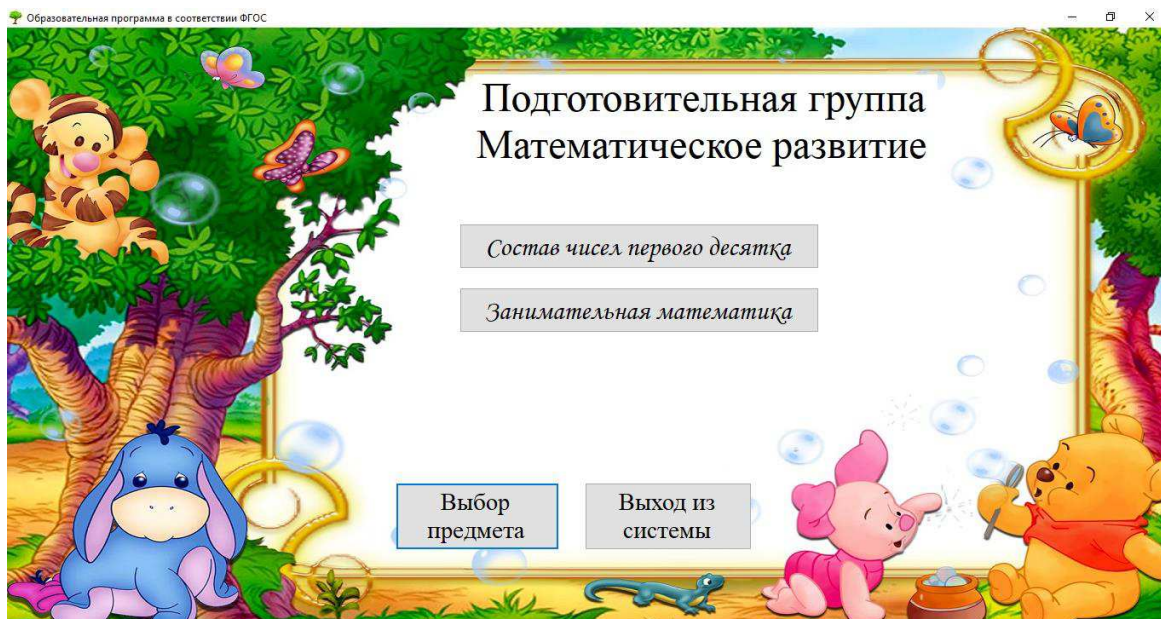 Образовательная программа в соответствии ФГОС
Подготовительная группа
Математическое развитие
Состав чисел первого десятка
Занимательная математика
Выбор
предмета
Выход из
системы